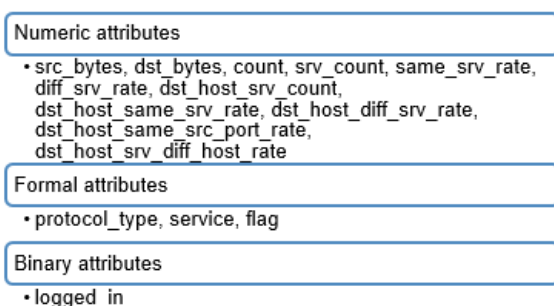 Numeric attributes
• src_bytes, dst_bytes, count, srv_count, same_srv_rate,
diff_srv_rate, dst_host_srv_count,
dst_host_same_srv_rate, dst_host_diff_srv_rate,
dst_host_same_src_port_rate,
dst_host_srv_diff_host_rate
Formal attributes
• protocol_type, service, flag
Binary attributes
• logged_in